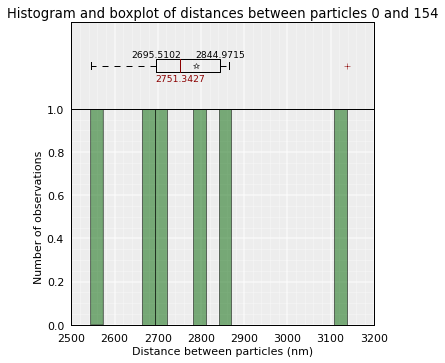 Histogram and boxplot of distances between particles 0 and 154
2695.5102 2844.9715
2751.3427
1.0
0.8
0.6
0.4
0.2
0.0
Number of observations
2500 2600 2700 2800 2900 3000 3100 3200
Distance between particles (nm)